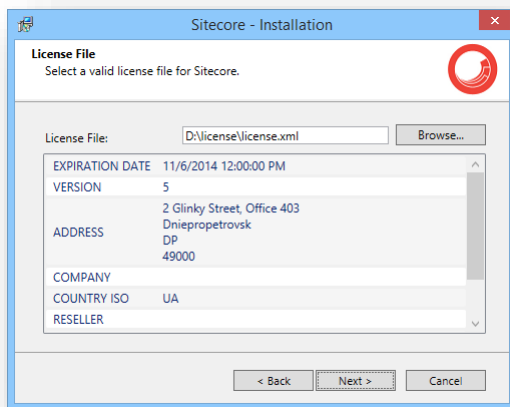 Sitecore - Installation
License File
Select a valid license file for Sitecore.
License File: D:\license\license.xml Browse...
EXPIRATION DATE 11/6/2014 12:00:00 PM
VERSION 5
ADDRESS 2 Glinky Street, Office 403
Dniepropetrovsk
DP
49000
COMPANY
COUNTRY ISO UA
RESELLER
< Back Next > Cancel